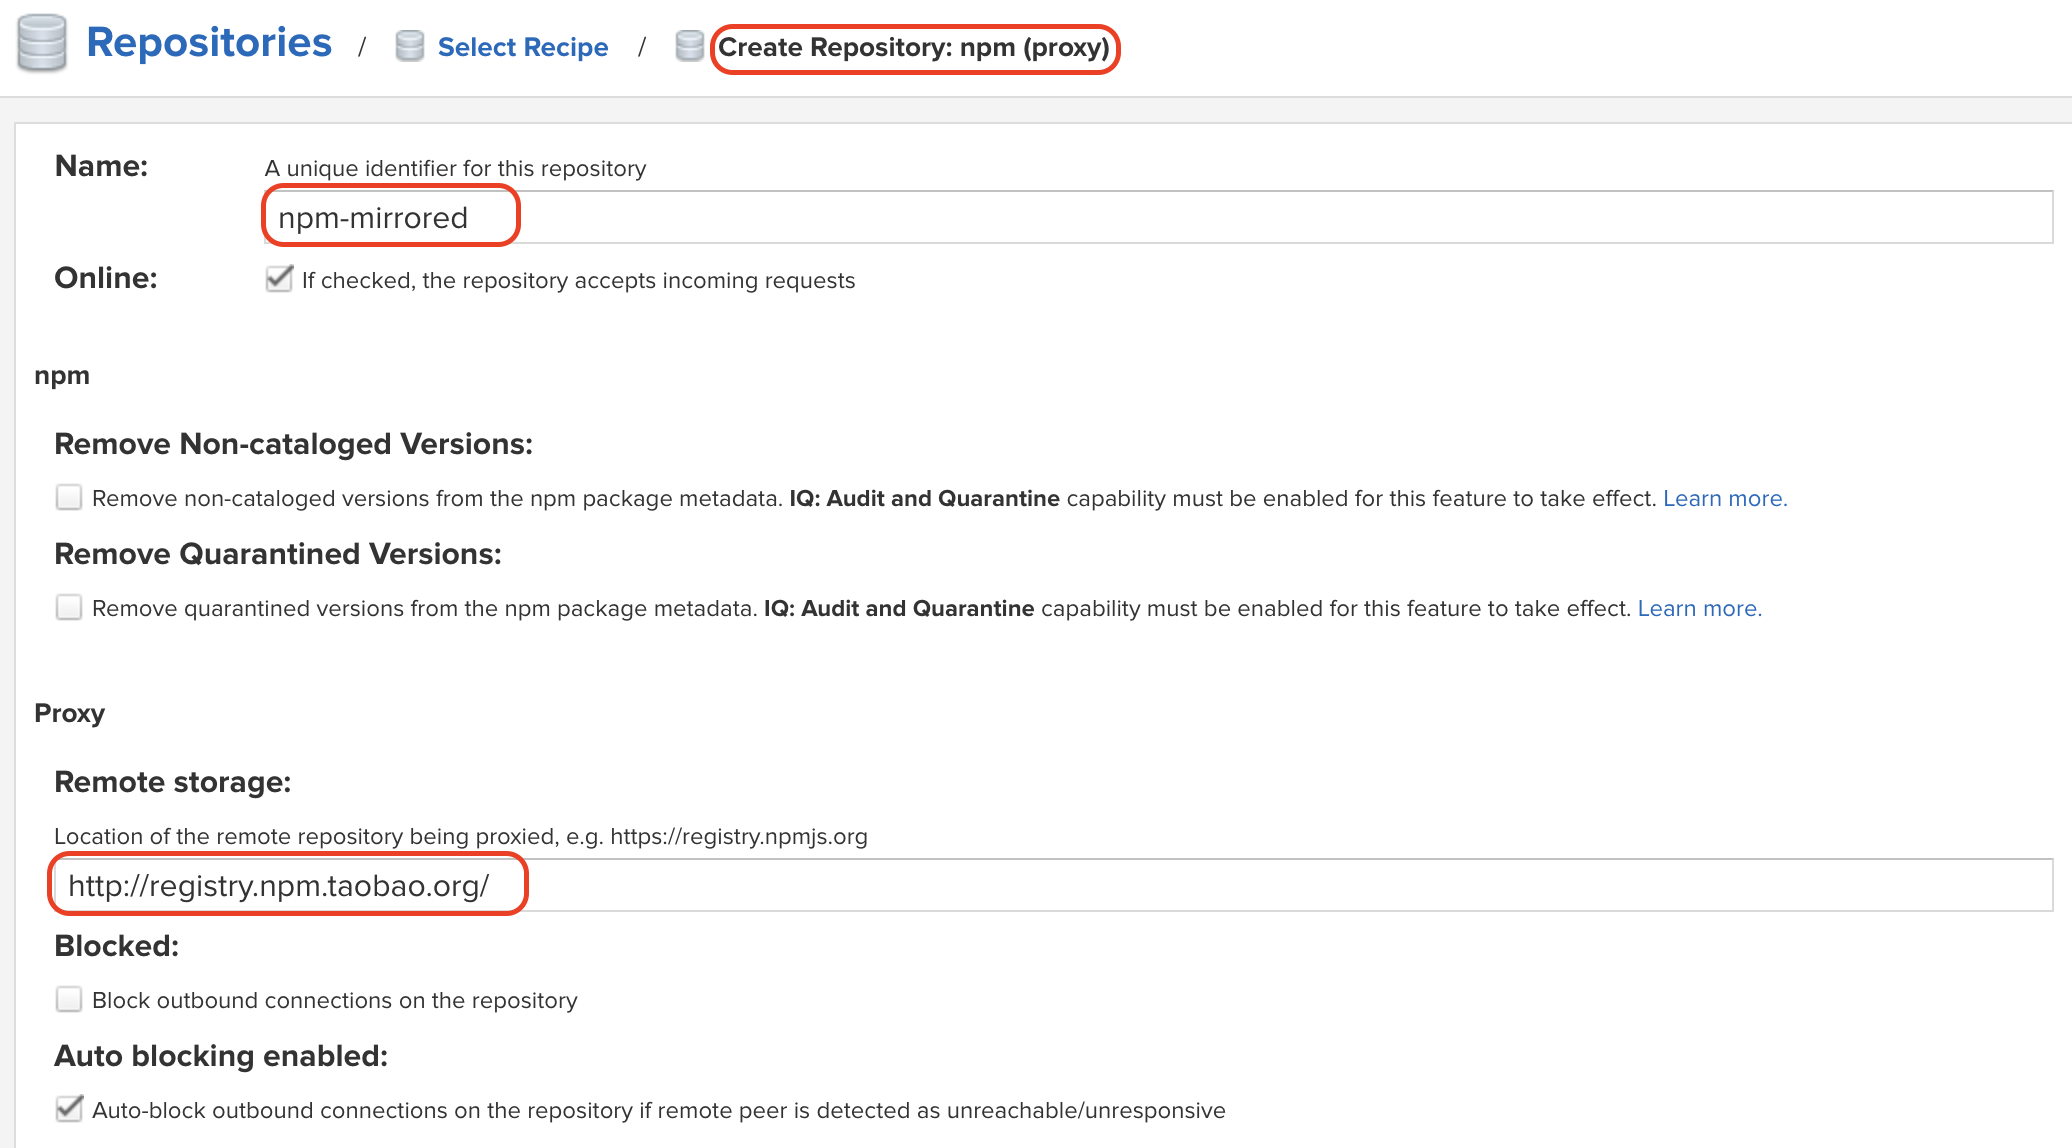 Repositories / Select Recipe / Create Repository: npm (proxy)
Name: A unique identifier for this repository
npm-mirrored
Online: If checked, the repository accepts incoming requests
npm
Remove Non-cataloged Versions:
Remove non-cataloged versions from the npm package metadata. IQ: Audit and Quarantine capability must be enabled for this feature to take effect. Learn more.
Remove Quarantined Versions:
Remove quarantined versions from the npm package metadata. IQ: Audit and Quarantine capability must be enabled for this feature to take effect. Learn more.
Proxy
Remote storage:
Location of the remote repository being proxied, e.g. https://registry.npmjs.org
http://registry.npm.taobao.org/
Blocked:
Block outbound connections on the repository
Auto blocking enabled:
Auto-block outbound connections on the repository if remote peer is detected as unreachable/unresponsive